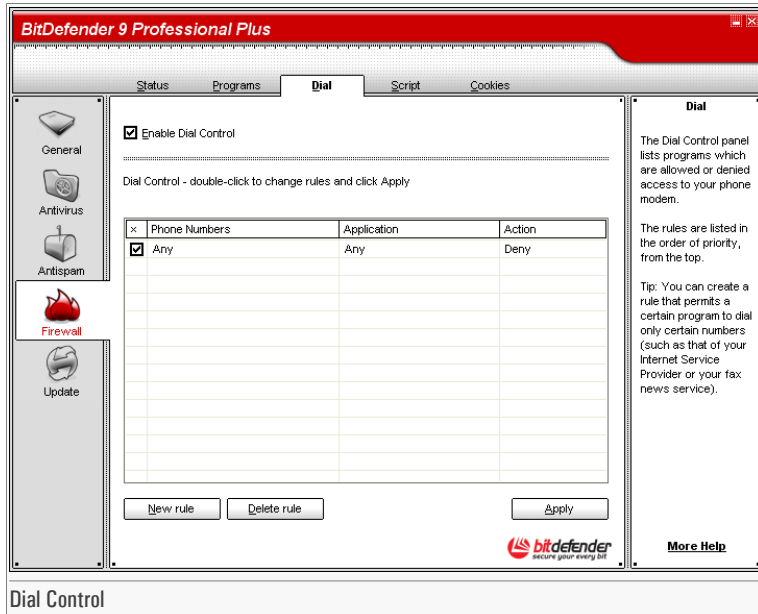 BitDefender 9 Professional Plus
Status Programs Dial Script Cookies
General
Antivirus
Antispam
Firewall
Update
Enable Dial Control
Dial Control - double-click to change rules and click Apply
× Phone Numbers Application Action
Any Any Deny
New rule Delete rule Apply
bitdefender
secure your every bit
Dial
The Dial Control panel
lists programs which
are allowed or denied
access to your phone
modem.
The rules are listed in
the order of priority,
from the top.
Tip: You can create a
rule that permits a
certain program to dial
only certain numbers
(such as that of your
Internet Service
Provider or your fax
news service).
More Help
Dial Control